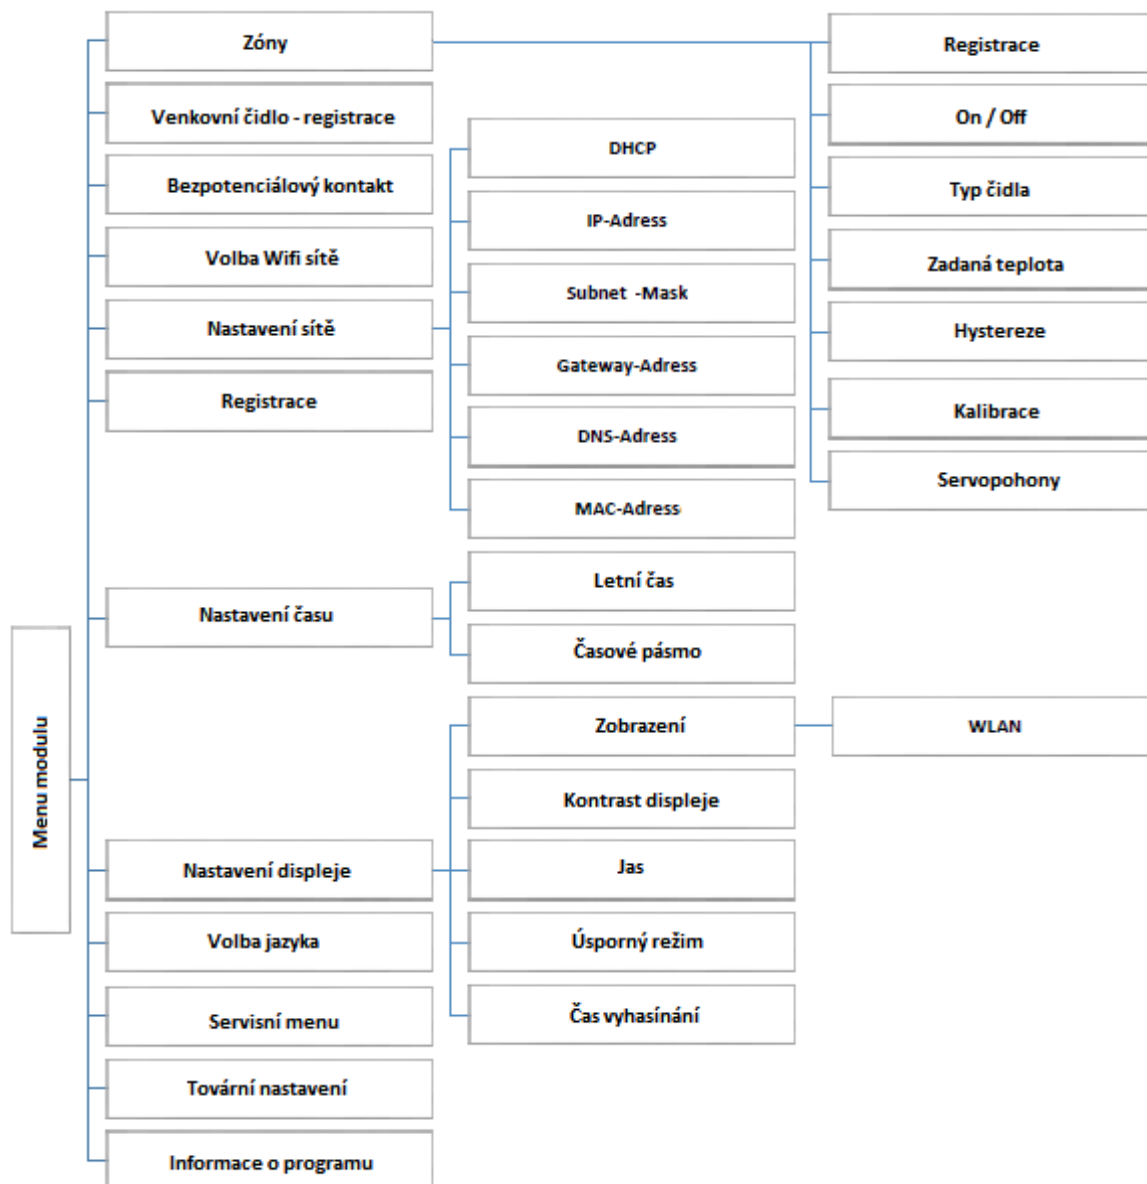 Menu modulu
Zóny
Registrace
On / Off
Typ čidla
Zadaná teplota
Hystereze
Kalibrace
Servopohony
Venkovní čidlo - registrace
Bezpotenciálový kontakt
Volba Wifi sítě
Nastavení sítě
DHCP
IP-Adress
Subnet -Mask
Gateway-Adress
DNS-Adress
MAC-Adress
Registrace
Nastavení času
Letní čas
Časové pásmo
Nastavení displeje
Zobrazení
WLAN
Kontrast displeje
Jas
Úsporný režim
Čas vyhasínání
Volba jazyka
Servisní menu
Tovární nastavení
Informace o programu